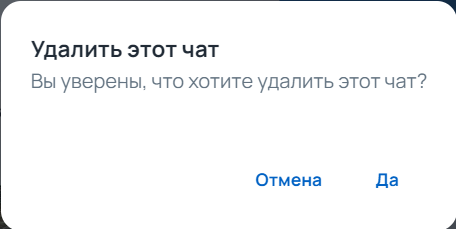 Удалить этот чат
Вы уверены, что хотите удалить этот чат?
Отмена Да